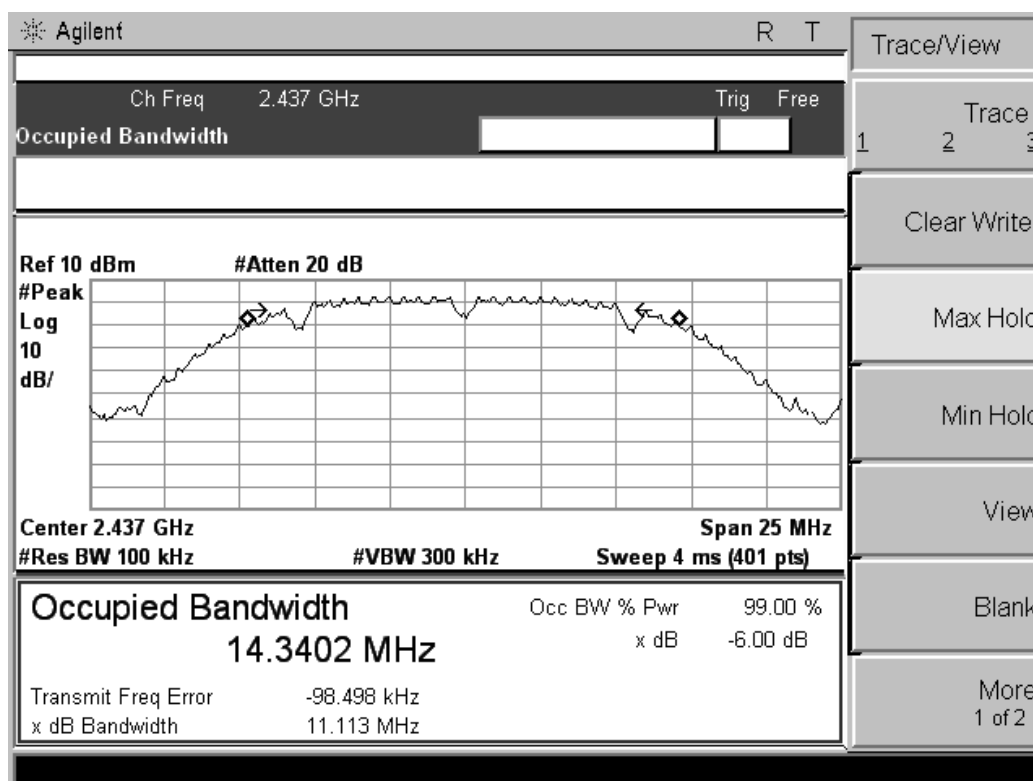 Agilent R T
Ch Freq 2.437 GHz Trig Free
Occupied Bandwidth
Ref 10 dBm #Atten 20 dB
#Peak
Log
10
dB/
Center 2.437 GHz Span 25 MHz
#Res BW 100 kHz #VBW 300 kHz Sweep 4 ms (401 pts)
Occupied Bandwidth
14.3402 MHz
Occ BW % Pwr 99.00 %
x dB -6.00 dB
Transmit Freq Error -98.498 kHz
x dB Bandwidth 11.113 MHz
Trace/View
Trace
1 2 3
Clear Write
Max Hold
Min Hold
View
Blank
More
1 of 2